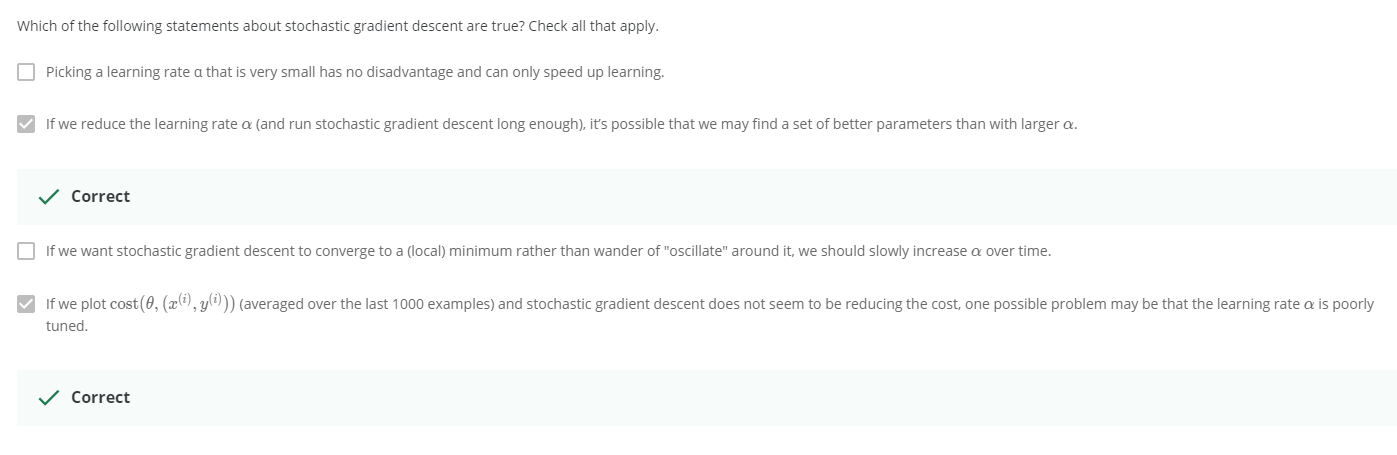 Which of the following statements about stochastic gradient descent are true? Check all that apply.
Picking a learning rate α that is very small has no disadvantage and can only speed up learning.
If we reduce the learning rate α (and run stochastic gradient descent long enough), it's possible that we may find a set of better parameters than with larger α.
Correct
If we want stochastic gradient descent to converge to a (local) minimum rather than wander of "oscillate" around it, we should slowly increase α over time.
If we plot cost(θ, (x^(i), y^(i))) (averaged over the last 1000 examples) and stochastic gradient descent does not seem to be reducing the cost, one possible problem may be that the learning rate α is poorly
tuned.
Correct